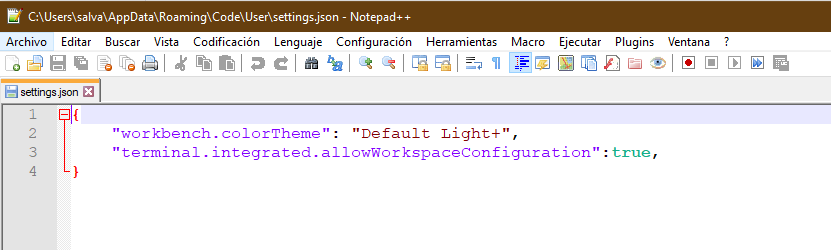 C:\Users\salva\AppData\Roaming\Code\User\settings.json - Notepad++
Archivo Editar Buscar Vista Codificación Lenguaje Configuración Herramientas Macro Ejecutar Plugins Ventana ?
settings.json
1 {
2 "workbench.colorTheme": "Default Light+",
3 "terminal.integrated.allowWorkspaceConfiguration":true,
4 }